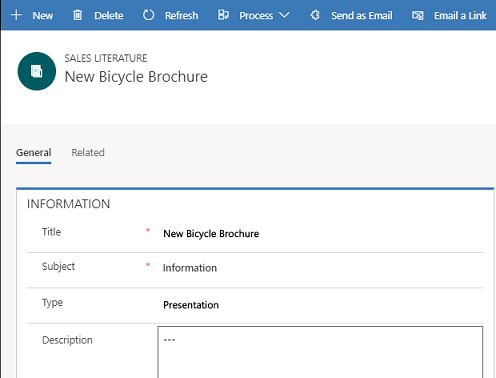 New Delete Refresh Process Send as Email Email a Link
SALES LITERATURE
New Bicycle Brochure
General Related
INFORMATION
Title * New Bicycle Brochure
Subject * Information
Type Presentation
Description ---